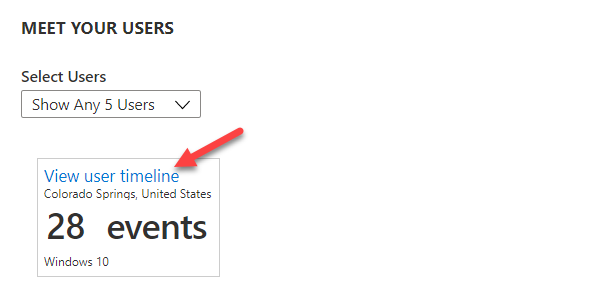 MEET YOUR USERS
Select Users
Show Any 5 Users
View user timeline
Colorado Springs, United States
28 events
Windows 10